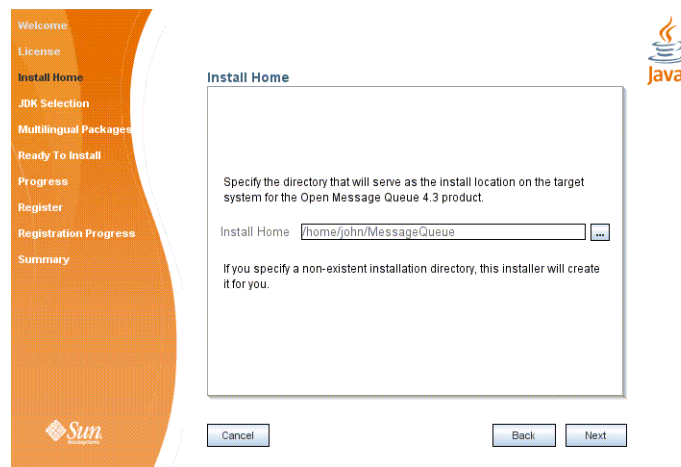 Welcome
License
Install Home
JDK Selection
Multilingual Packages
Ready To Install
Progress
Register
Registration Progress
Summary
Sun
microsystems
Install Home
Java
Specify the directory that will serve as the install location on the target
system for the Open Message Queue 4.3 product.
Install Home /home/john/MessageQueue ...
If you specify a non-existent installation directory, this installer will create
it for you.
Cancel Back Next